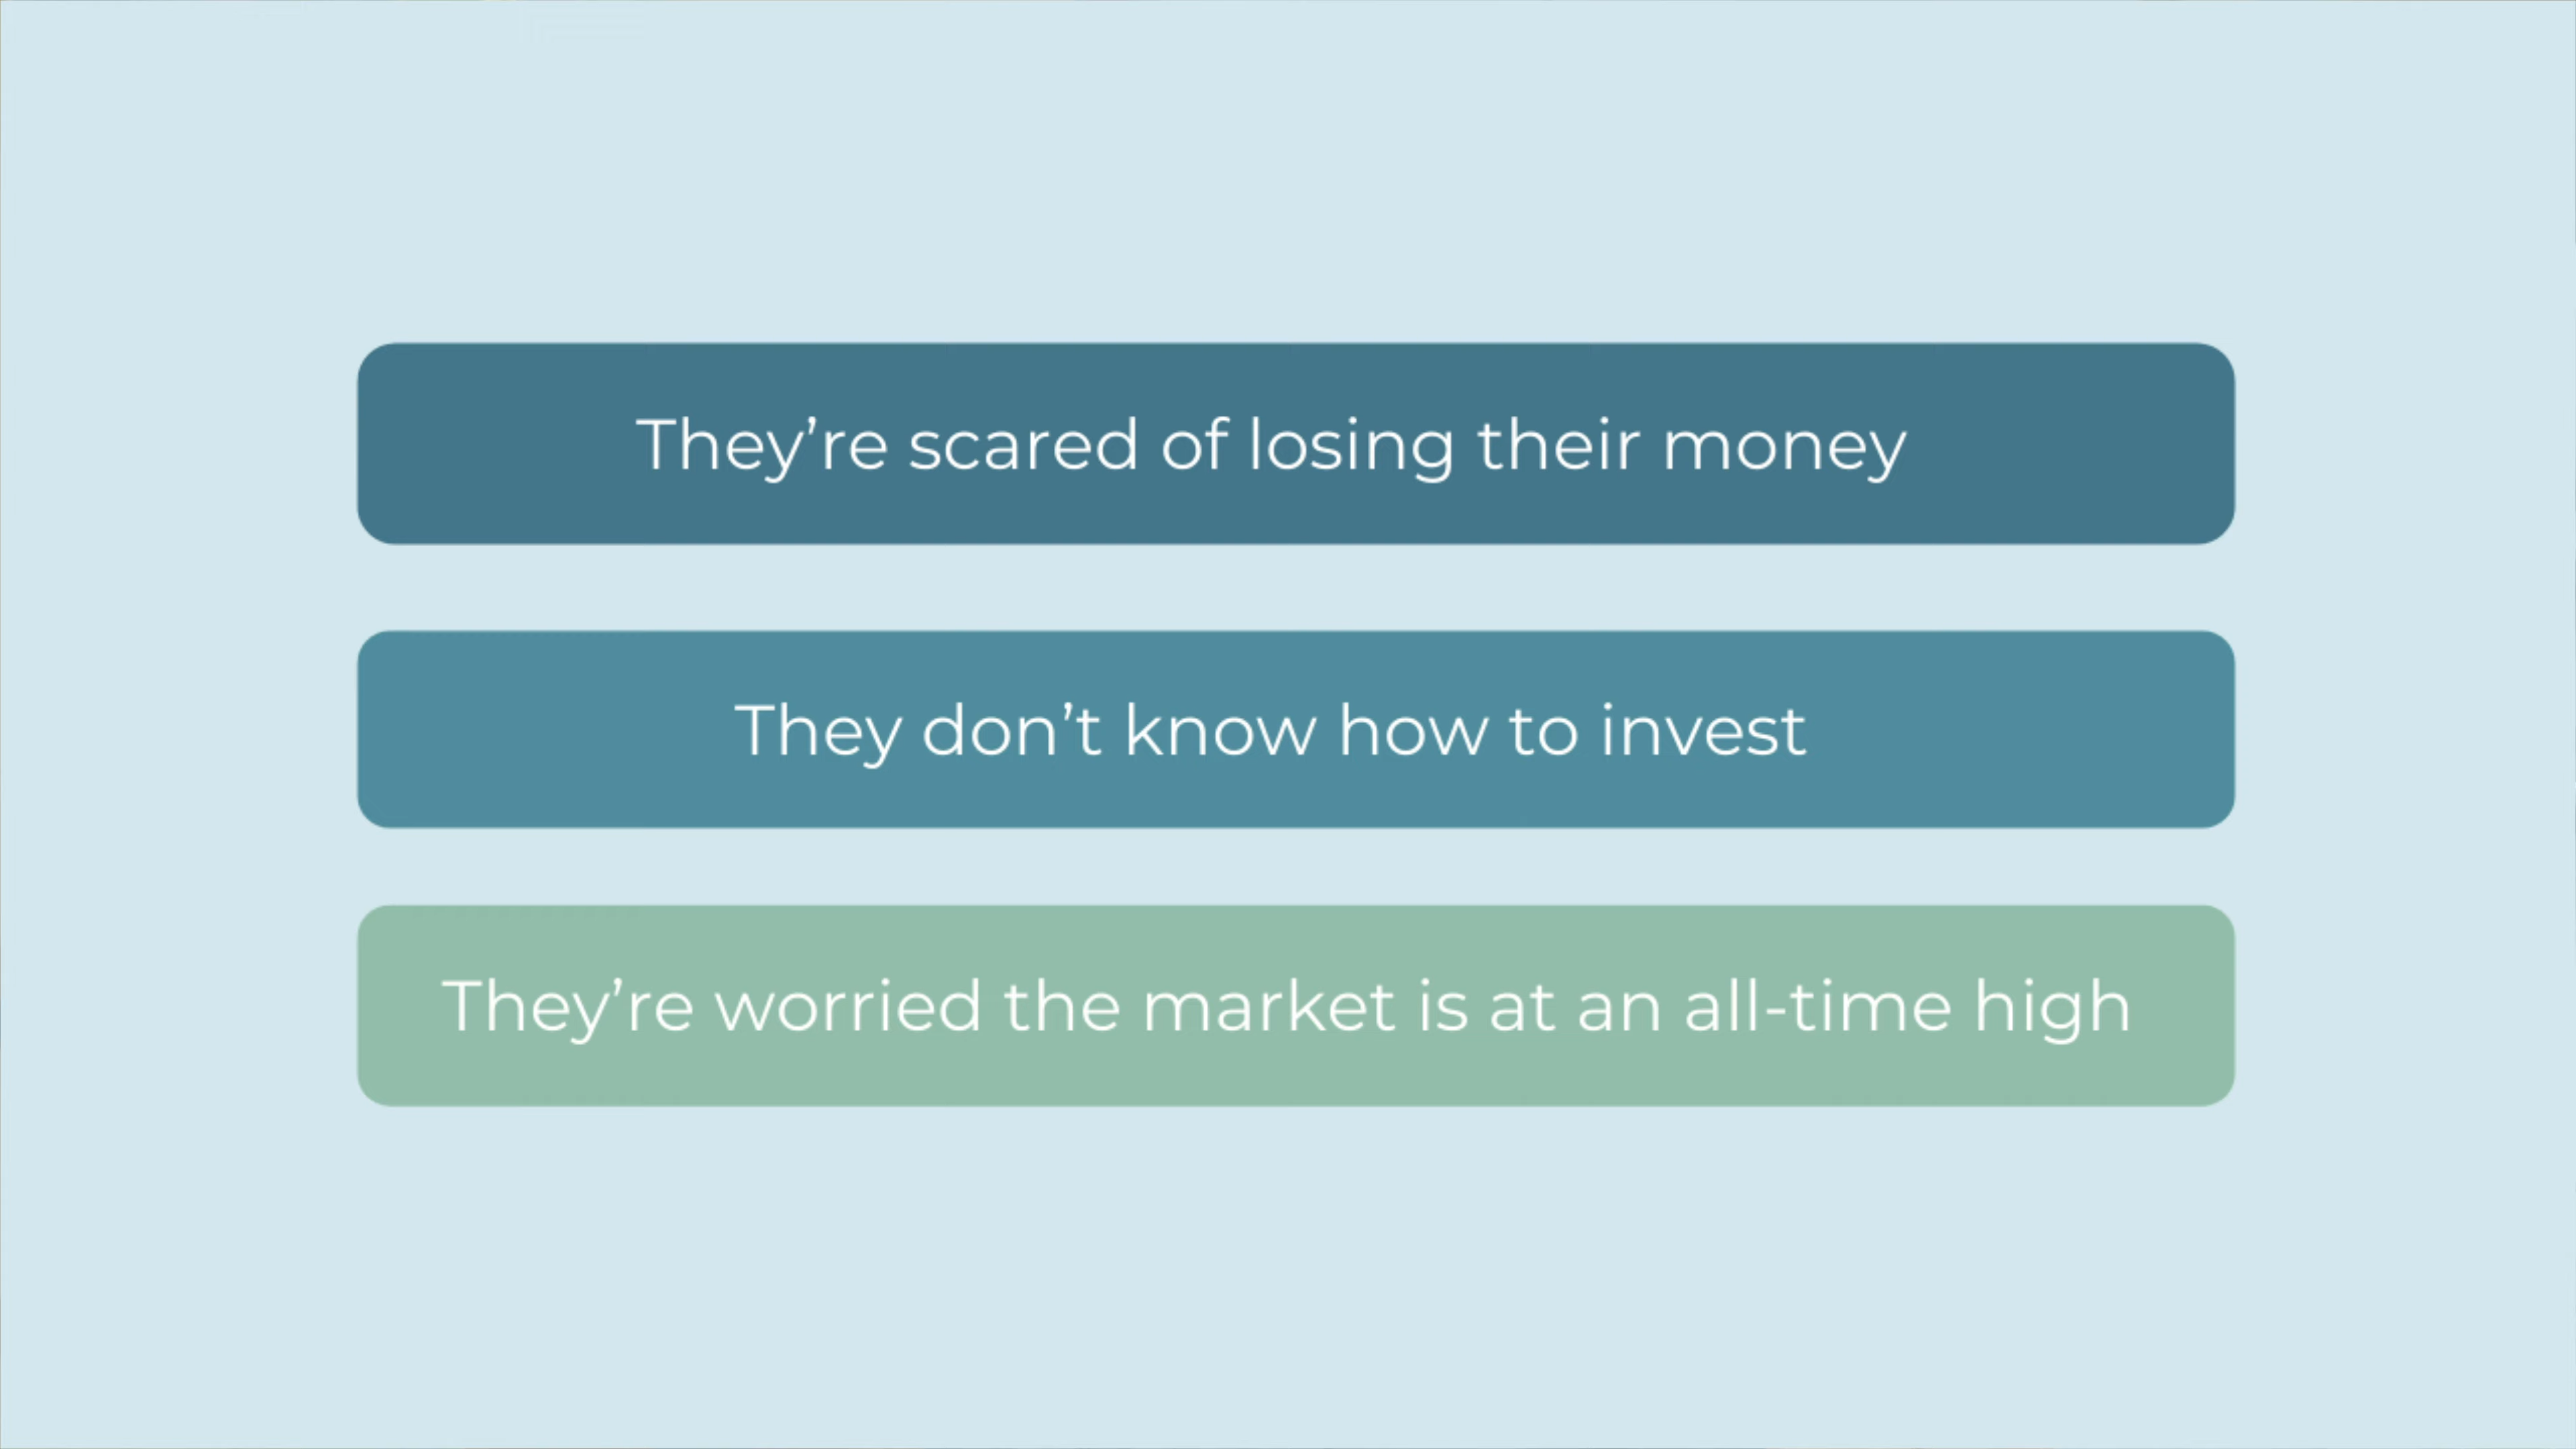 They’re scared of losing their money
They don’t know how to invest
They’re worried the market is at an all-time high